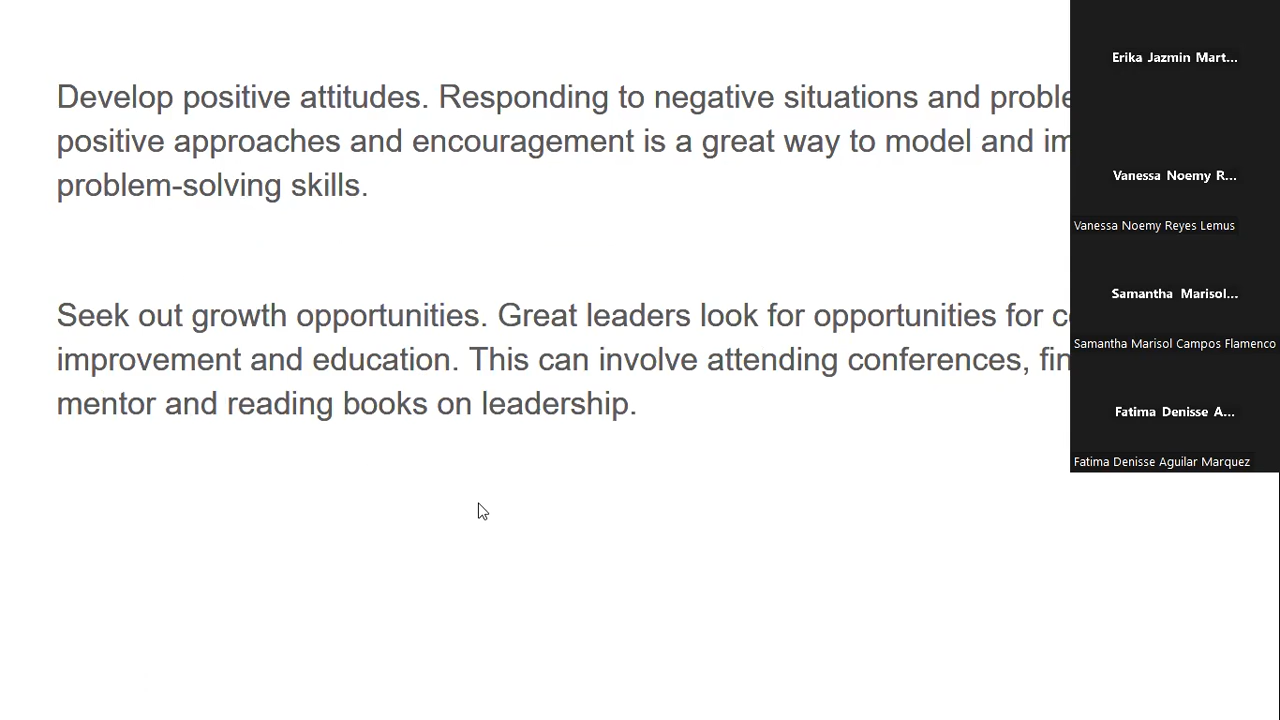 Develop positive attitudes. Responding to negative situations and
positive approaches and encouragement is a great way to model and
problem-solving skills.
Seek out growth opportunities. Great leaders look for opportunities for
improvement and education. This can involve attending conferences,
mentor and reading books on leadership.
Erika Jazmin Mart...
Vanessa Noemy R...
Vanessa Noemy Reyes Lemus
Samantha Marisol...
Samantha Marisol Campos Flamenco
Fatima Denisse A...
Fatima Denisse Aguilar Marquez